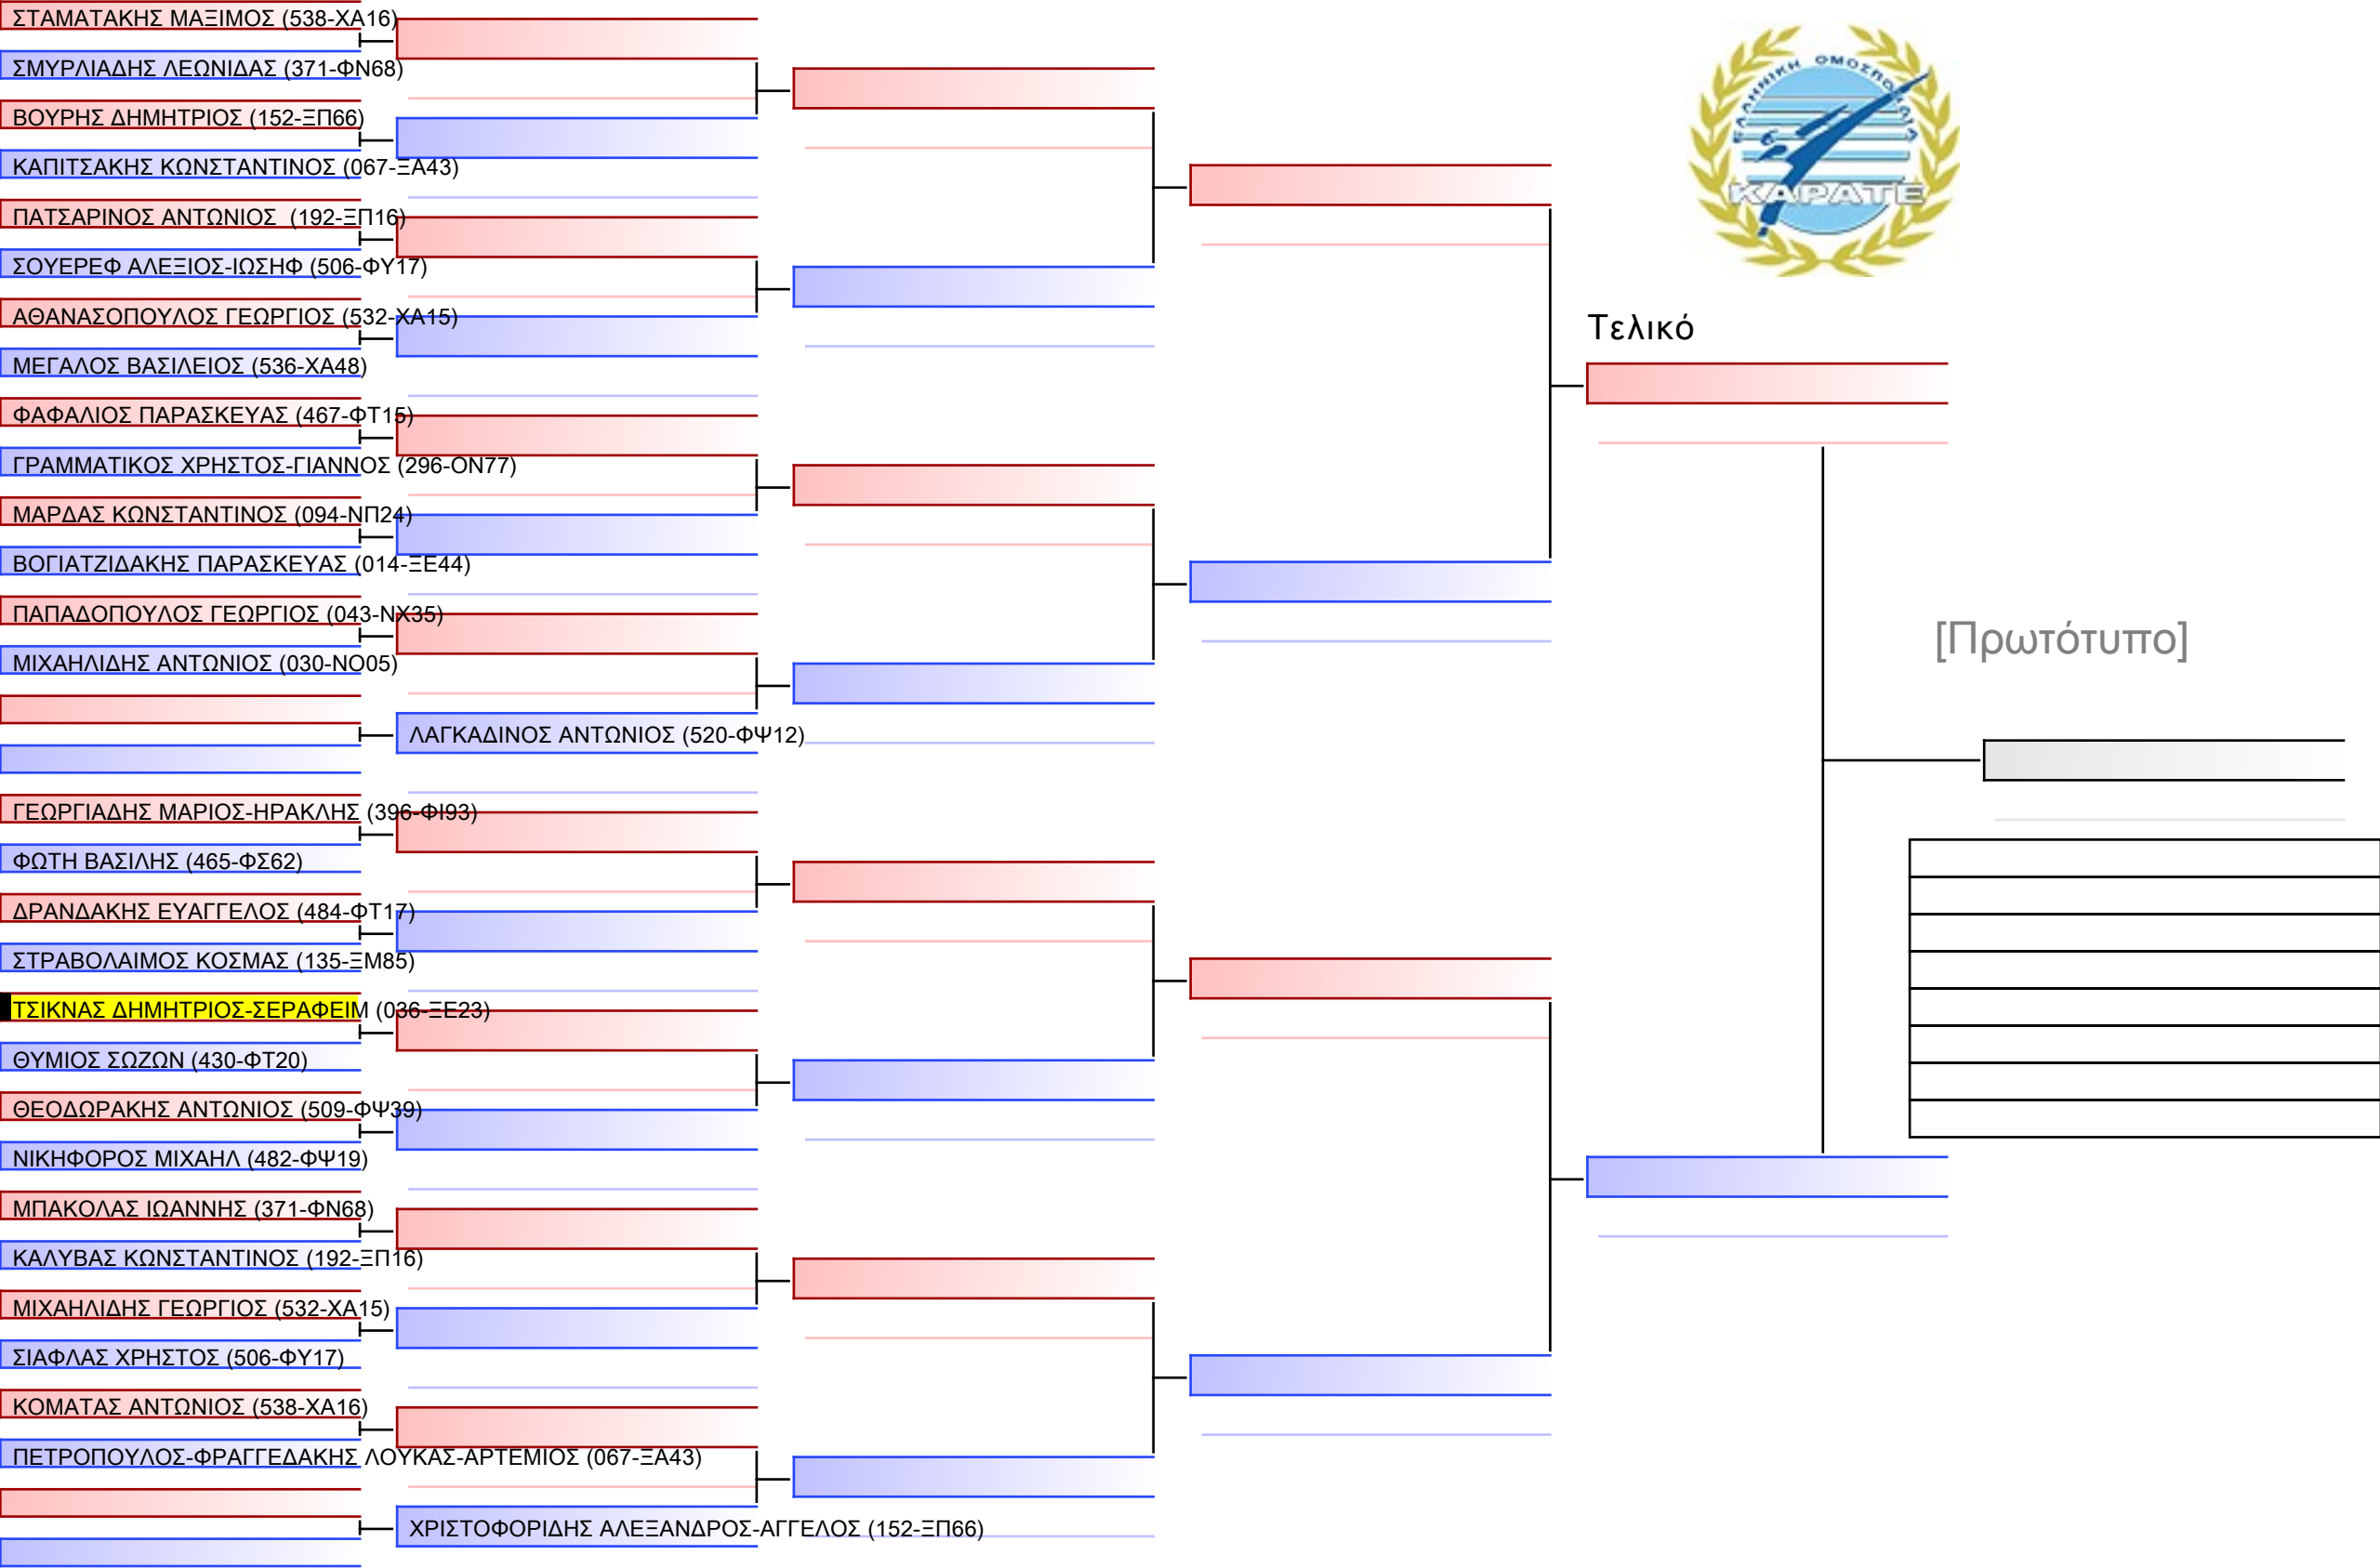 ΣΤΑΜΑΤΑΚΗΣ ΜΑΞΙΜΟΣ (538-ΧΑ16)
ΣΜΥΡΛΙΑΔΗΣ ΛΕΩΝΙΔΑΣ (371-ΦΝ68)
ΒΟΥΡΗΣ ΔΗΜΗΤΡΙΟΣ (152-ΞΠ66)
ΚΑΠΙΤΣΑΚΗΣ ΚΩΝΣΤΑΝΤΙΝΟΣ (067-ΞΑ43)
ΠΑΤΣΑΡΙΝΟΣ ΑΝΤΩΝΙΟΣ (192-ΞΠ16)
ΣΟΥΕΡΕΦ ΑΛΕΞΙΟΣ-ΙΩΣΗΦ (506-ΦΥ17)
ΑΘΑΝΑΣΟΠΟΥΛΟΣ ΓΕΩΡΓΙΟΣ (532-ΧΑ15)
ΜΕΓΑΛΟΣ ΒΑΣΙΛΕΙΟΣ (536-ΧΑ48)
ΦΑΦΑΛΙΟΣ ΠΑΡΑΣΚΕΥΑΣ (467-ΦΤ15)
ΓΡΑΜΜΑΤΙΚΟΣ ΧΡΗΣΤΟΣ-ΓΙΑΝΝΟΣ (296-ΟΝ77)
ΜΑΡΔΑΣ ΚΩΝΣΤΑΝΤΙΝΟΣ (094-ΝΠ24)
ΒΟΓΙΑΤΖΙΔΑΚΗΣ ΠΑΡΑΣΚΕΥΑΣ (014-ΞΕ44)
ΠΑΠΑΔΟΠΟΥΛΟΣ ΓΕΩΡΓΙΟΣ (043-ΝΧ35)
ΜΙΧΑΗΛΙΔΗΣ ΑΝΤΩΝΙΟΣ (030-ΝΟ05)
ΛΑΓΚΑΔΙΝΟΣ ΑΝΤΩΝΙΟΣ (520-ΦΨ12)
ΓΕΩΡΓΙΑΔΗΣ ΜΑΡΙΟΣ-ΗΡΑΚΛΗΣ (396-ΦΙ93)
ΦΩΤΗ ΒΑΣΙΛΗΣ (465-ΦΣ62)
ΔΡΑΝΔΑΚΗΣ ΕΥΑΓΓΕΛΟΣ (484-ΦΤ17)
ΣΤΡΑΒΟΛΑΙΜΟΣ ΚΟΣΜΑΣ (135-ΞΜ85)
ΤΣΙΚΝΑΣ ΔΗΜΗΤΡΙΟΣ-ΣΕΡΑΦΕΙΜ (036-ΞΕ23)
ΘΥΜΙΟΣ ΣΩΖΩΝ (430-ΦΤ20)
ΘΕΟΔΩΡΑΚΗΣ ΑΝΤΩΝΙΟΣ (509-ΦΨ39)
ΝΙΚΗΦΟΡΟΣ ΜΙΧΑΗΛ (482-ΦΨ19)
ΜΠΑΚΟΛΑΣ ΙΩΑΝΝΗΣ (371-ΦΝ68)
ΚΑΛΥΒΑΣ ΚΩΝΣΤΑΝΤΙΝΟΣ (192-ΞΠ16)
ΜΙΧΑΗΛΙΔΗΣ ΓΕΩΡΓΙΟΣ (532-ΧΑ15)
ΣΙΑΦΛΑΣ ΧΡΗΣΤΟΣ (506-ΦΥ17)
ΚΟΜΑΤΑΣ ΑΝΤΩΝΙΟΣ (538-ΧΑ16)
ΠΕΤΡΟΠΟΥΛΟΣ-ΦΡΑΓΓΕΔΑΚΗΣ ΛΟΥΚΑΣ-ΑΡΤΕΜΙΟΣ (067-ΞΑ43)
ΧΡΙΣΤΟΦΟΡΙΔΗΣ ΑΛΕΞΑΝΔΡΟΣ-ΑΓΓΕΛΟΣ (152-ΞΠ66)
ΕΛΛΗΝΙΚΗ ΟΜΟΣΠΟΝΔΙΑ
ΚΑΡΑΤΕ
Τελικό
[Πρωτότυπο]